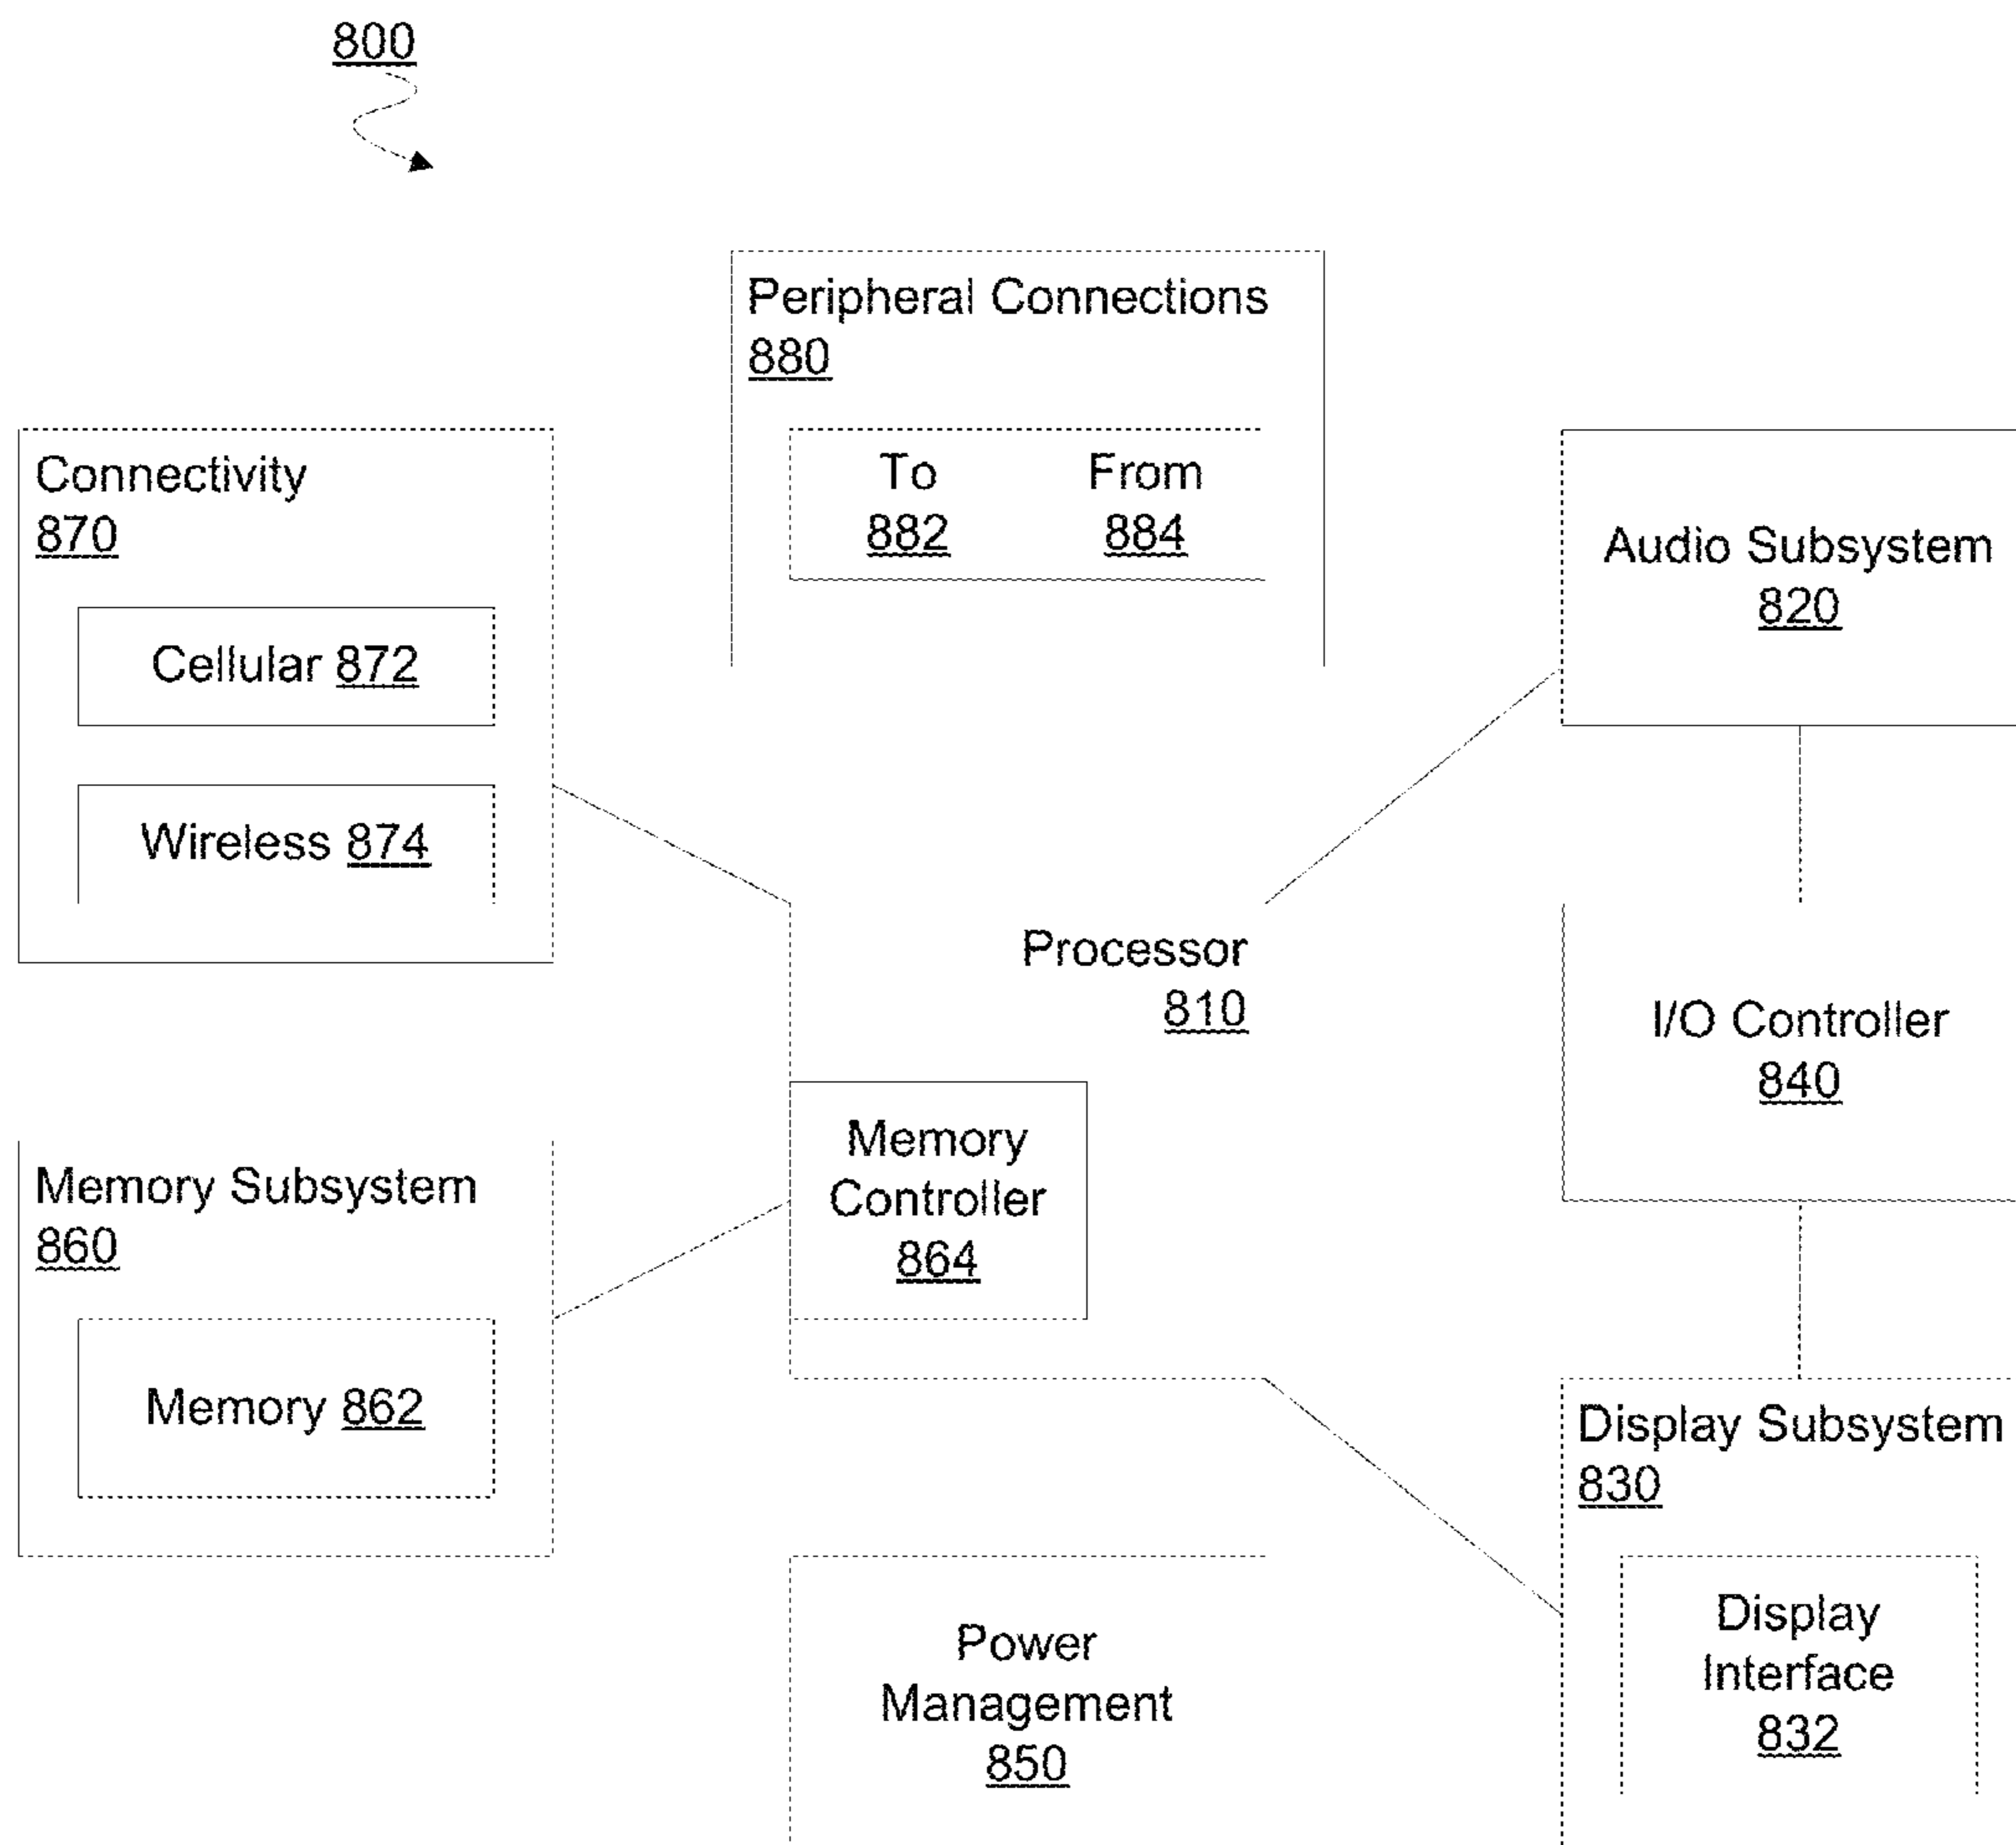 800
Peripheral Connections
880
To
882
From
884
Connectivity
870
Cellular 872
Wireless 874
Audio Subsystem
820
Processor
810
I/O Controller
840
Memory
Controller
864
Memory Subsystem
860
Memory 862
Display Subsystem
830
Display
Interface
832
Power
Management
850